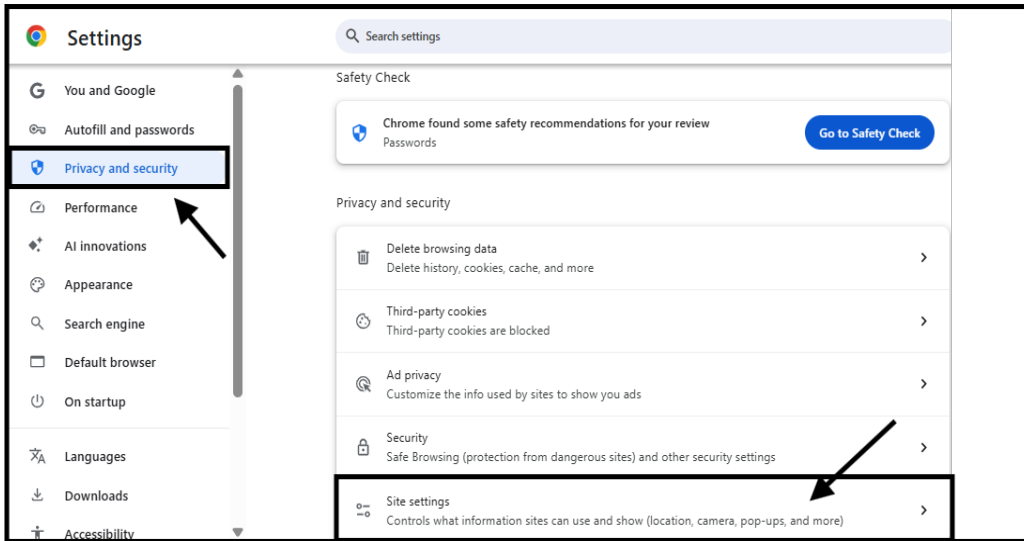 Settings
Search settings
You and Google
Autofill and passwords
Privacy and security
Performance
AI innovations
Appearance
Search engine
Default browser
On startup
Languages
Downloads
Accessibility
Safety Check
Chrome found some safety recommendations for your review
Passwords
Go to Safety Check
Privacy and security
Delete browsing data
Delete history, cookies, cache, and more
Third-party cookies
Third-party cookies are blocked
Ad privacy
Customize the info used by sites to show you ads
Security
Safe Browsing (protection from dangerous sites) and other security settings
Site settings
Controls what information sites can use and show (location, camera, pop-ups, and more)